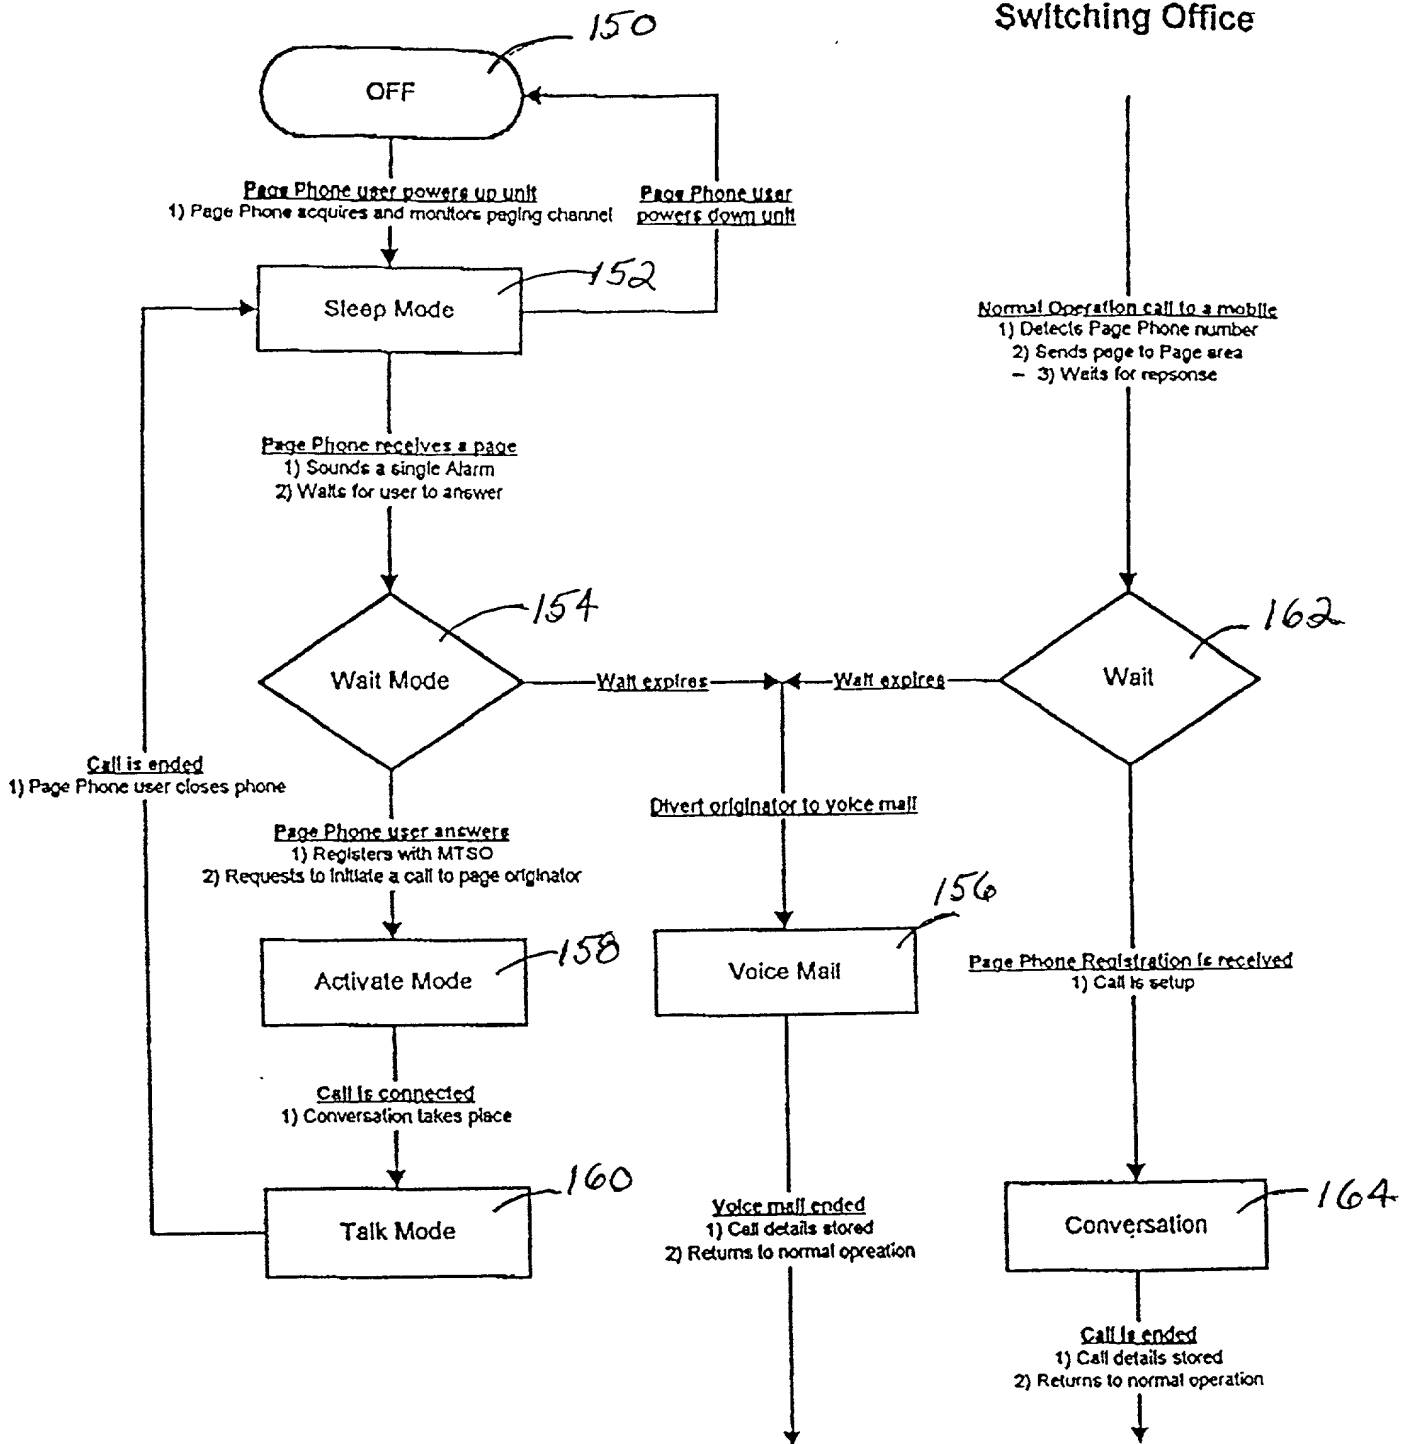 Switching Office
150
OFF
Page Phone user powers up unit
1) Page Phone acquires and monitors paging channel
Page Phone user
powers down unit
152
Sleep Mode
Normal Operation call to a mobile
1) Detects Page Phone number
2) Sends page to Page area
– 3) Waits for repsonse
Page Phone receives a page
1) Sounds a single Alarm
2) Waits for user to answer
154
Wait Mode
Wait expires
Wait expires
162
Wait
Call is ended
1) Page Phone user closes phone
Divert originator to voice mail
Page Phone user answers
1) Registers with MTSO
2) Requests to initiate a call to page originator
156
Voice Mail
158
Activate Mode
Page Phone Registration is received
1) Call is setup
Call is connected
1) Conversation takes place
160
Talk Mode
Voice mail ended
1) Call details stored
2) Returns to normal opreation
164
Conversation
Call is ended
1) Call details stored
2) Returns to normal operation